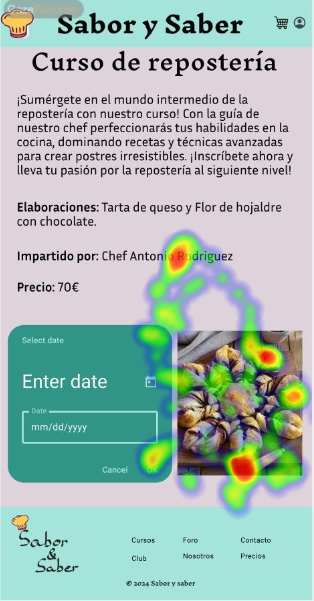 GazeRecorder
Sabor y Saber
Curso de repostería
¡Sumérgete en el mundo intermedio de la
repostería con nuestro curso! Con la guía de
nuestro chef perfeccionarás tus habilidades en la
cocina, dominando recetas y técnicas avanzadas
para crear postres irresistibles. ¡Inscríbete ahora y
lleva tu pasión por la repostería al siguiente nivel!
Elaboraciones: Tarta de queso y Flor de hojaldre
con chocolate.
Impartido por: Chef Antonio Rodriguez
Precio: 70€
Select date
Enter date
Date
mm/dd/yyyy
Cancel OK
Sabor
&
Saber
Cursos Foro Contacto
Club Nosotros Precios
© 2024 Sabor y saber